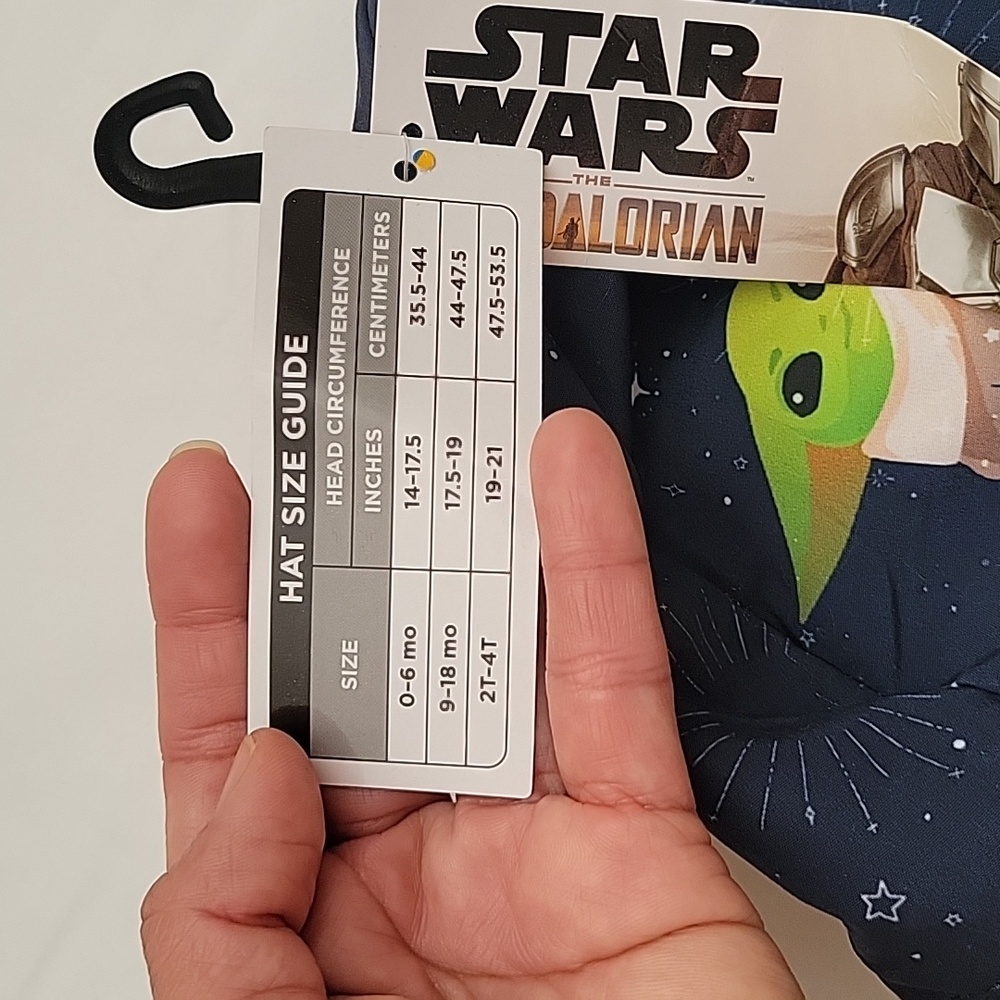 STAR
WARS
™
THE
DALORIAN
HAT SIZE GUIDE
SIZE HEAD CIRCUMFERENCE
INCHES CENTIMETERS
0-6 mo 14-17.5 35.5-44
9-18 mo 17.5-19 44-47.5
2T-4T 19-21 47.5-53.5